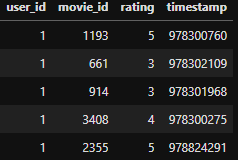 user_id movie_id rating timestamp
1 1193 5 978300760
1 661 3 978302109
1 914 3 978301968
1 3408 4 978300275
1 2355 5 978824291